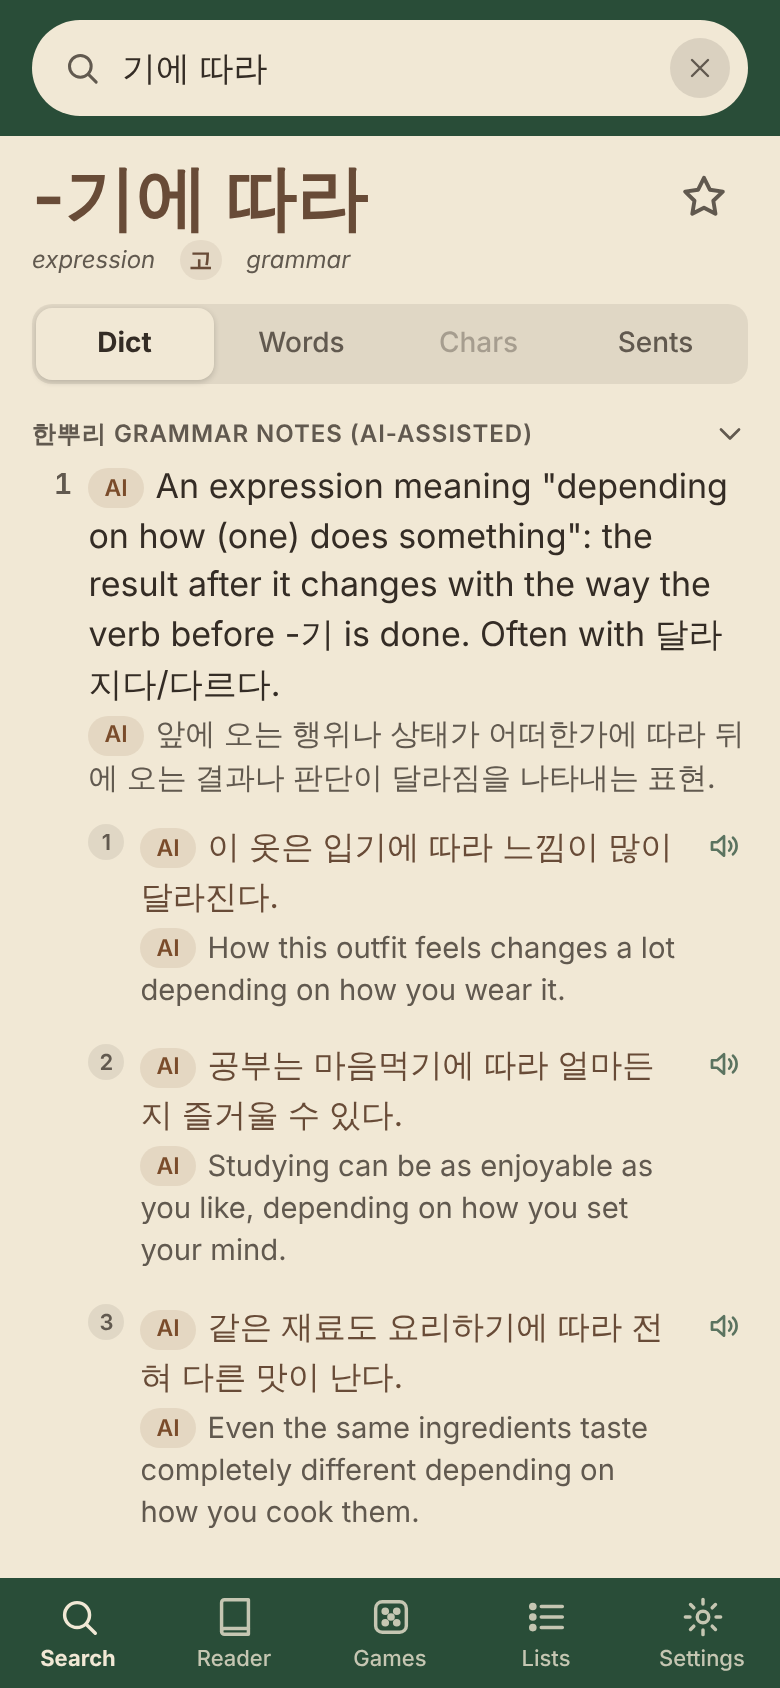 기에 따라
-기에 따라
expression 고 grammar
Dict Words Chars Sents
한뿌리 GRAMMAR NOTES (AI-ASSISTED)
1 AI An expression meaning "depending
on how (one) does something": the
result after it changes with the way the
verb before -기 is done. Often with 달라
지다/다르다.
AI 앞에 오는 행위나 상태가 어떠한가에 따라 뒤
에 오는 결과나 판단이 달라짐을 나타내는 표현.
1 AI 이 옷은 입기에 따라 느낌이 많이
달라진다.
AI How this outfit feels changes a lot
depending on how you wear it.
2 AI 공부는 마음먹기에 따라 얼마든
지 즐거울 수 있다.
AI Studying can be as enjoyable as
you like, depending on how you set
your mind.
3 AI 같은 재료도 요리하기에 따라 전
혀 다른 맛이 난다.
AI Even the same ingredients taste
completely different depending on
how you cook them.
Search Reader Games Lists Settings